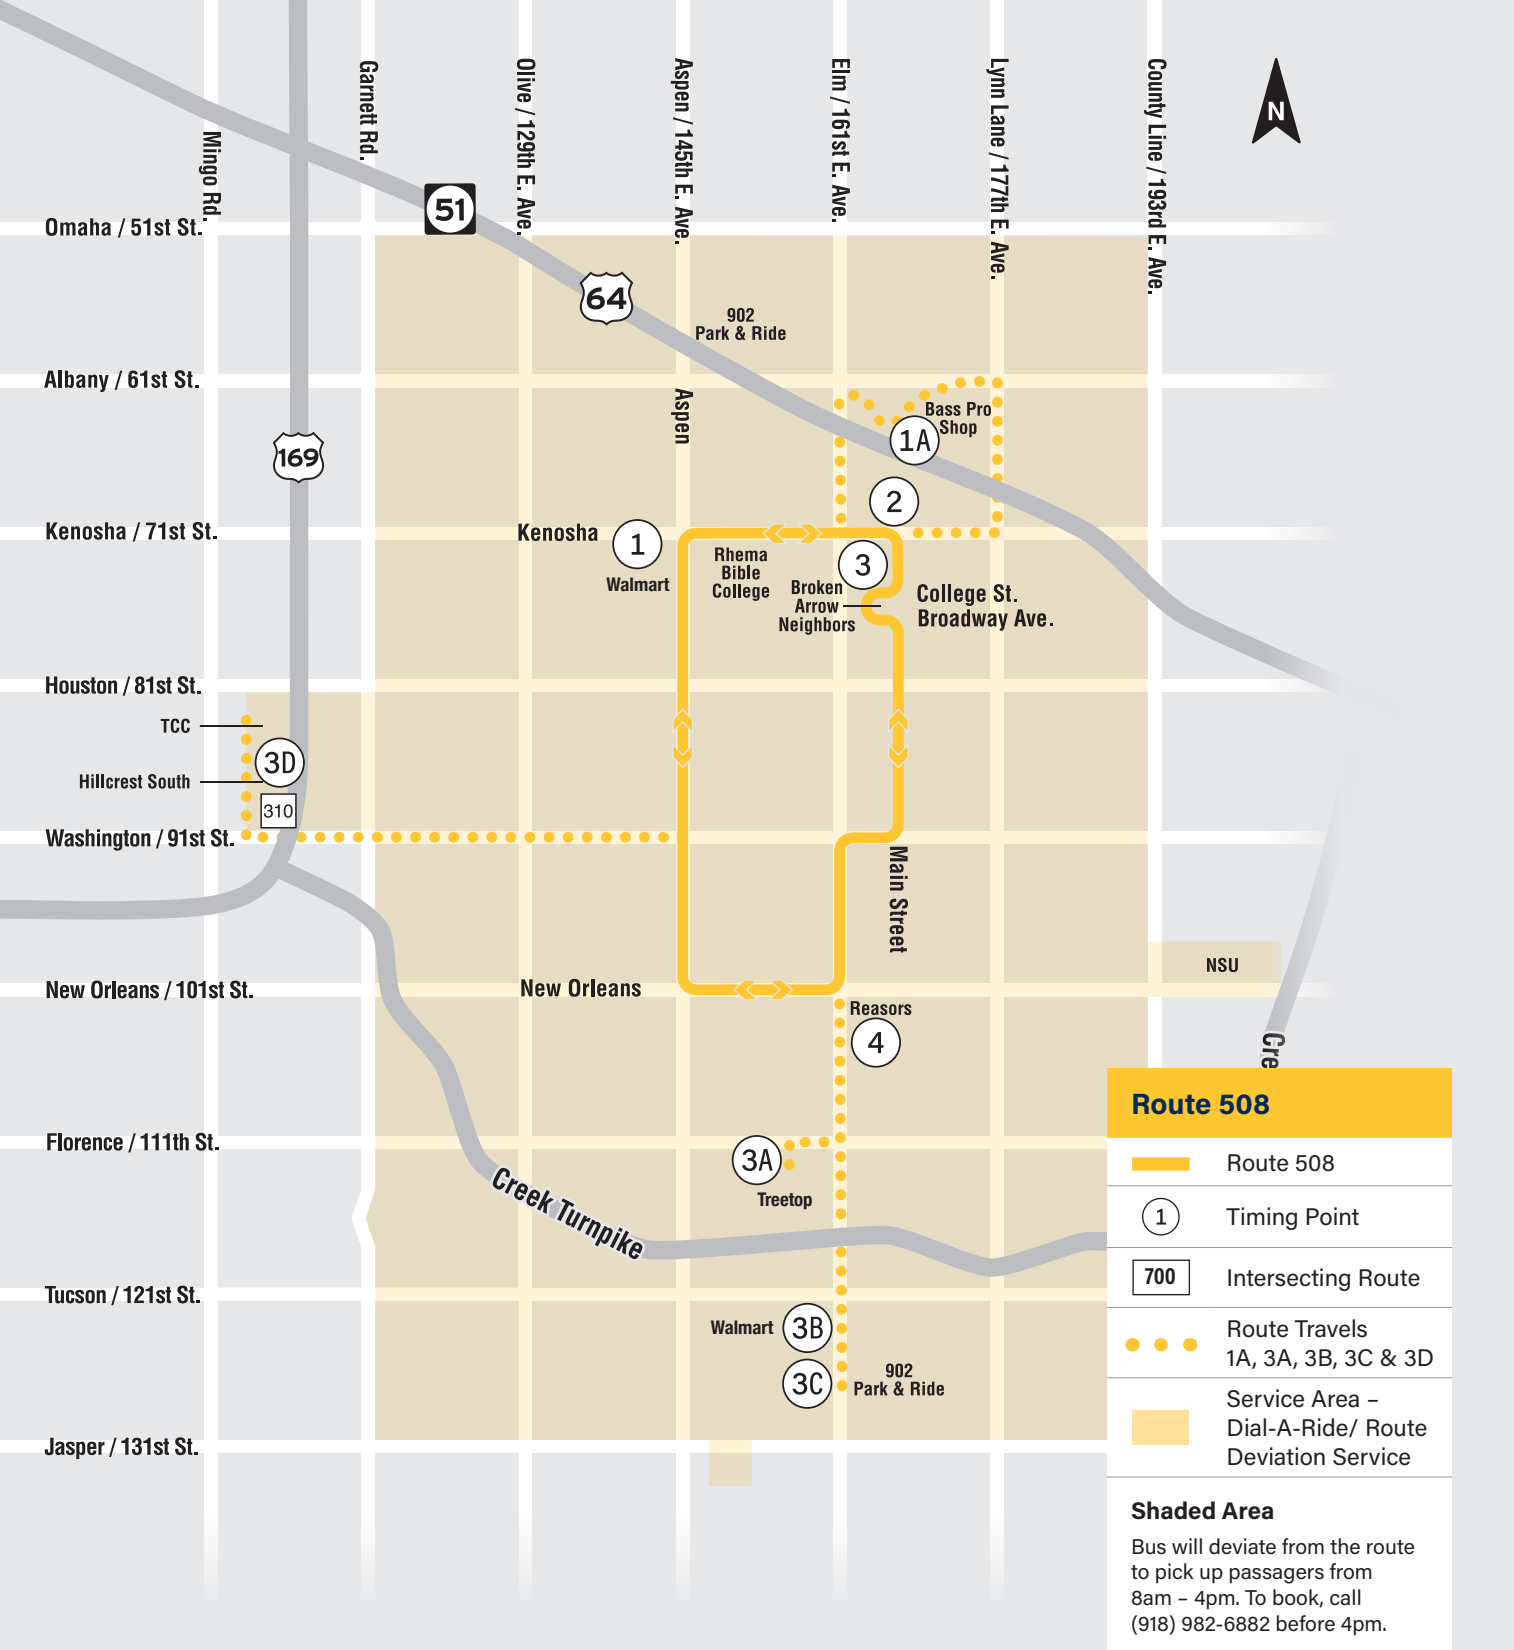 Mingo Rd.
Garnett Rd.
Olive / 129th E. Ave.
Aspen / 145th E. Ave.
Elm / 161st E. Ave.
Lynn Lane / 177th E. Ave.
County Line / 193rd E. Ave.
N
51
Omaha / 51st St.
64
902
Park & Ride
Albany / 61st St.
Aspen
Bass Pro
Shop
1A
169
2
Kenosha / 71st St.
Kenosha
1
Walmart
Rhema
Bible
College
3
Broken
Arrow
Neighbors
College St.
Broadway Ave.
Houston / 81st St.
TCC
3D
Hillcrest South
310
Washington / 91st St.
Main Street
NSU
New Orleans / 101st St.
New Orleans
Reasors
4
Cre
Florence / 111th St.
3A
Treetop
Creek Turnpike
Tucson / 121st St.
Walmart
3B
3C
902
Park & Ride
Jasper / 131st St.
Route 508
Route 508
1
Timing Point
700
Intersecting Route
Route Travels
1A, 3A, 3B, 3C & 3D
Service Area –
Dial-A-Ride/ Route
Deviation Service
Shaded Area
Bus will deviate from the route
to pick up passagers from
8am – 4pm. To book, call
(918) 982-6882 before 4pm.